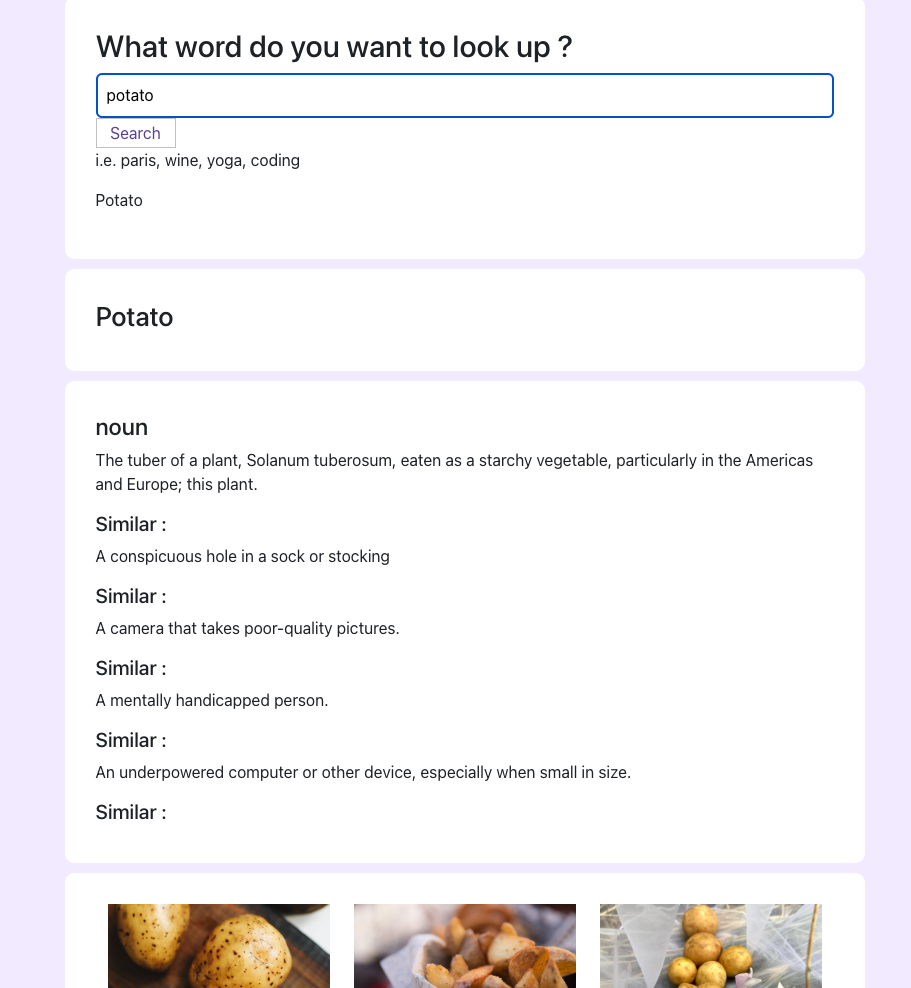 What word do you want to look up ?
potato
Search
i.e. paris, wine, yoga, coding
Potato
Potato
noun
The tuber of a plant, Solanum tuberosum, eaten as a starchy vegetable, particularly in the Americas
and Europe; this plant.
Similar :
A conspicuous hole in a sock or stocking
Similar :
A camera that takes poor-quality pictures.
Similar :
A mentally handicapped person.
Similar :
An underpowered computer or other device, especially when small in size.
Similar :